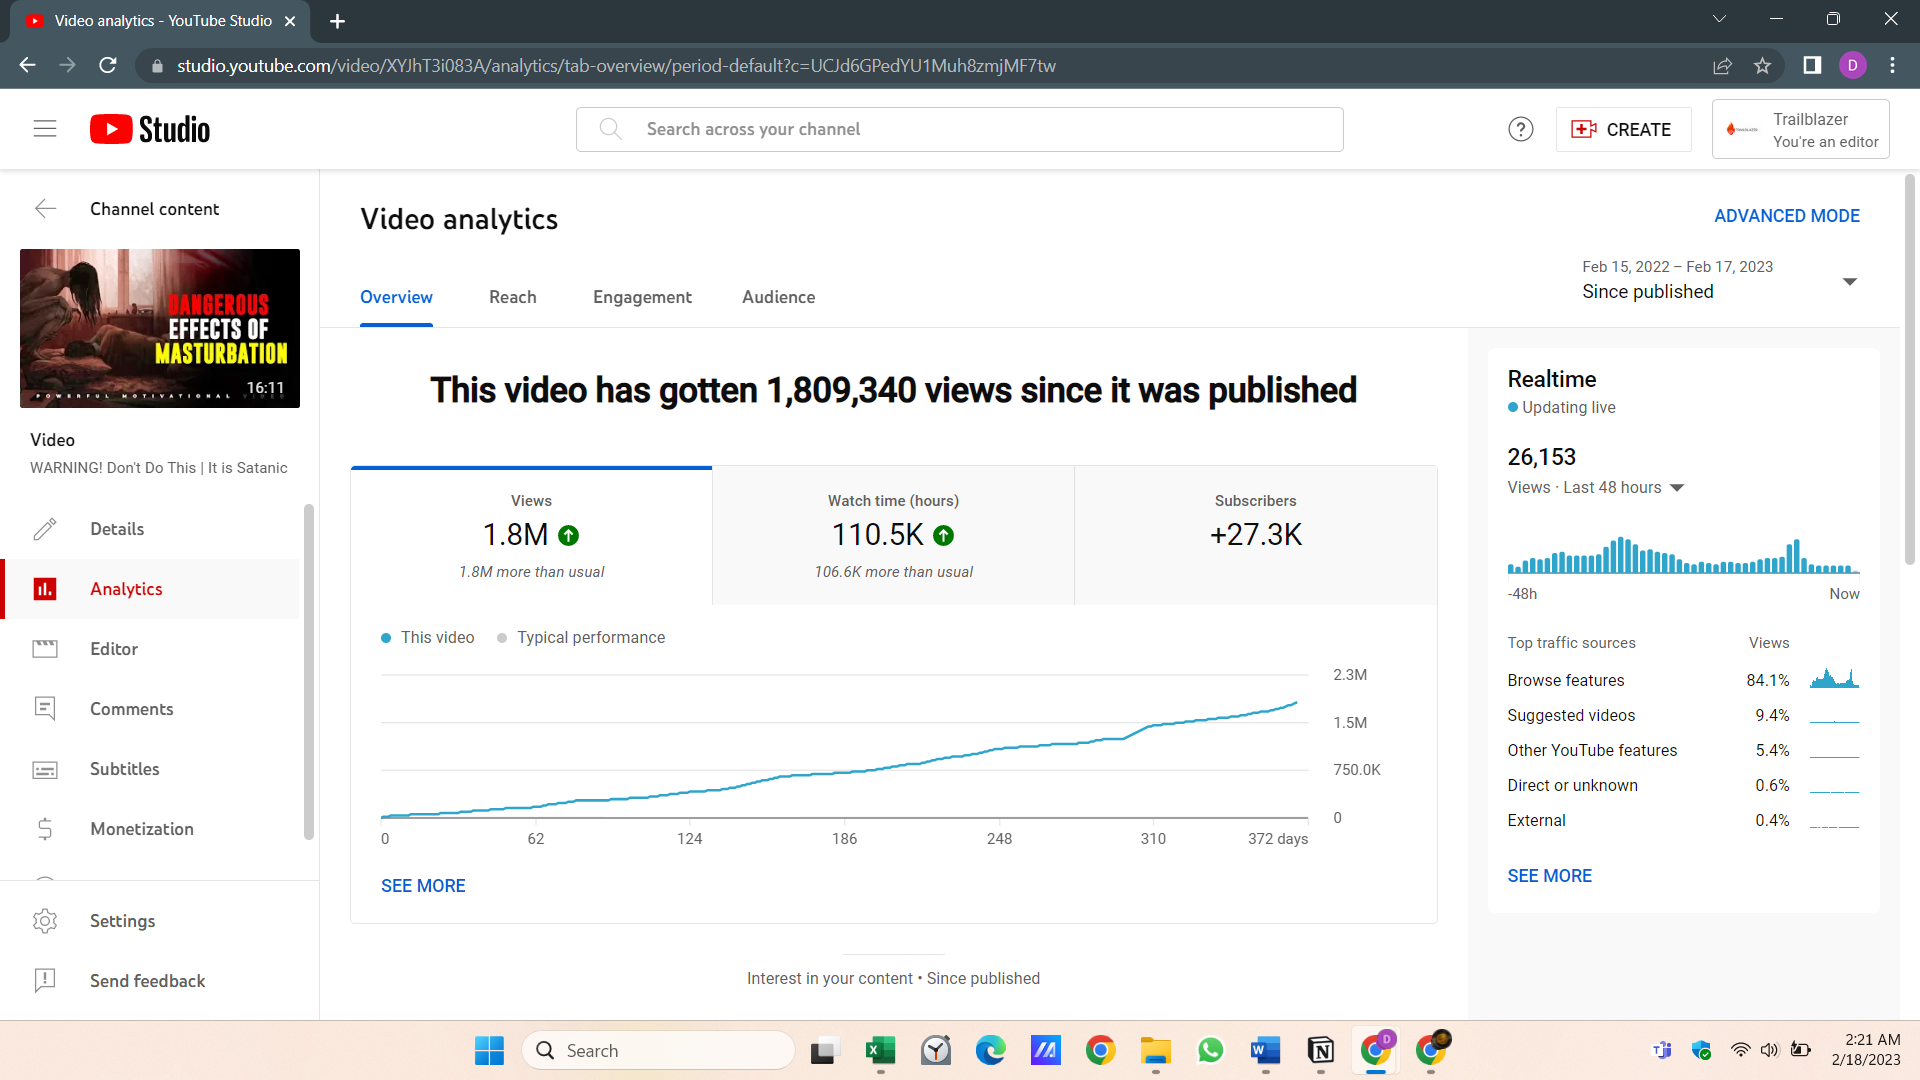 Video analytics - YouTube Studio
studio.youtube.com/video/XYJhT3i083A/analytics/tab-overview/period-default?c=UCJd6GPedYU1Muh8zmjMF7tw
D
Studio
Search across your channel
CREATE
Trailblazer
You're an editor
Channel content
DANGEROUS
EFFECTS OF
MASTURBATION
16:11
POWERFUL MOTIVATIONAL VIDEO
Video
WARNING! Don't Do This | It is Satanic
Details
Analytics
Editor
Comments
Subtitles
Monetization
Settings
Send feedback
Video analytics
ADVANCED MODE
Overview
Reach
Engagement
Audience
Feb 15, 2022 – Feb 17, 2023
Since published
This video has gotten 1,809,340 views since it was published
Views
1.8M
1.8M more than usual
Watch time (hours)
110.5K
106.6K more than usual
Subscribers
+27.3K
This video
Typical performance
2.3M
1.5M
750.0K
0
0 62 124 186 248 310 372 days
SEE MORE
Interest in your content • Since published
Realtime
Updating live
26,153
Views · Last 48 hours
-48h Now
Top traffic sources Views
Browse features 84.1%
Suggested videos 9.4%
Other YouTube features 5.4%
Direct or unknown 0.6%
External 0.4%
SEE MORE
Search
2:21 AM
2/18/2023